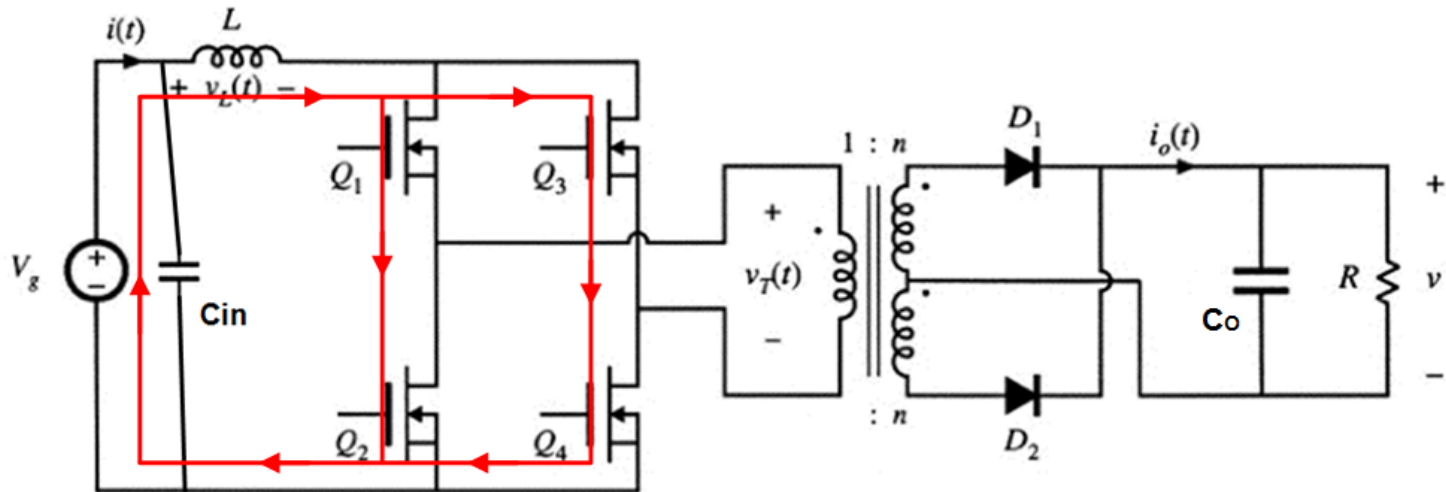 i(t)
L
+ v_L(t) −
Q_1
Q_3
D_1
i_o(t)
1 : n
V_g
+
−
Cin
+
v_T(t)
−
Co
R
+
v
−
Q_2
Q_4
: n
D_2